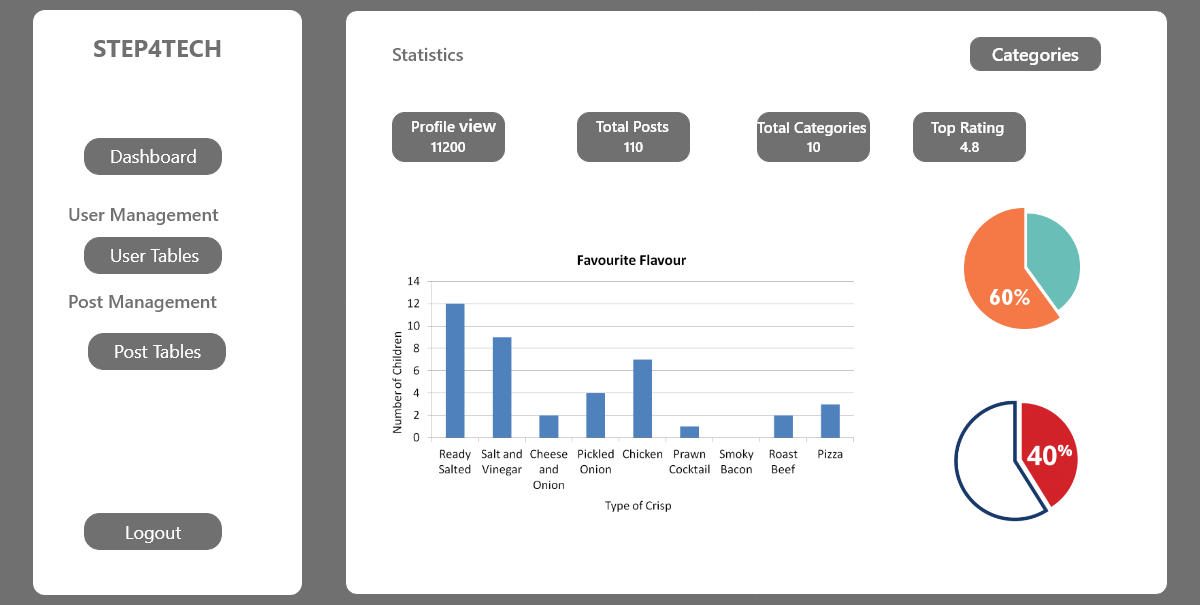 STEP4TECH
Dashboard
User Management
User Tables
Post Management
Post Tables
Logout
Statistics
Categories
Profile view
11200
Total Posts
110
Total Categories
10
Top Rating
4.8
Favourite Flavour
14
12
10
8
6
4
2
0
Number of Children
Ready
Salted
Salt and
Vinegar
Cheese
and
Onion
Pickled
Onion
Chicken
Prawn
Cocktail
Smoky
Bacon
Roast
Beef
Pizza
Type of Crisp
60%
40%